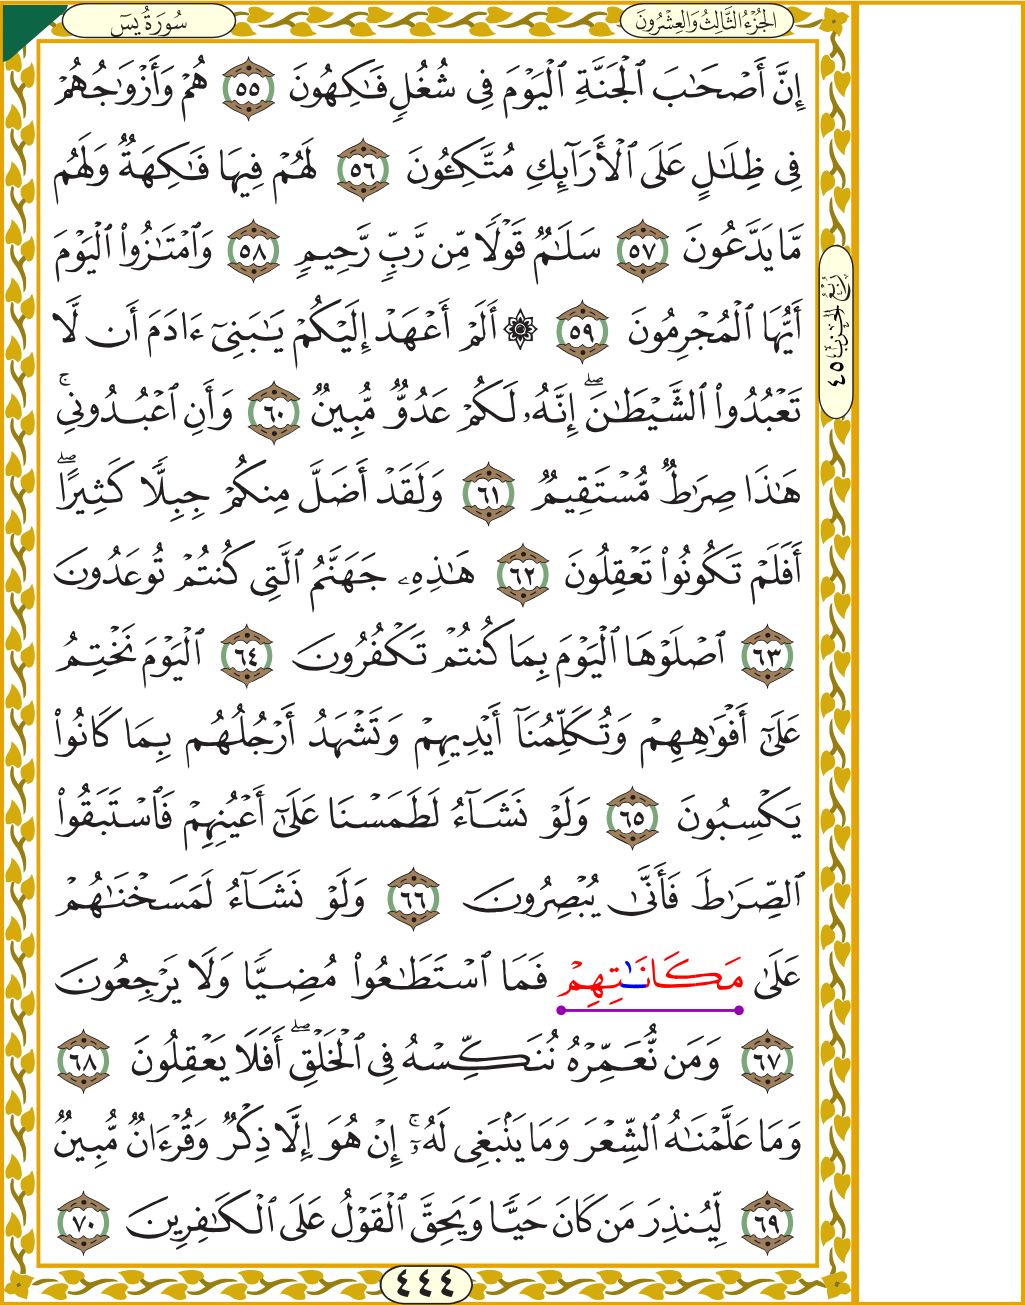 الجُزْءُ الثَّالِثُ وَالعِشْرُونَ
سُورَةُ يسٓ
إِنَّ أَصْحَٰبَ ٱلْجَنَّةِ ٱلْيَوْمَ فِى شُغُلٍ فَٰكِهُونَ ٥٥ هُمْ وَأَزْوَٰجُهُمْ
فِى ظِلَٰلٍ عَلَى ٱلْأَرَآئِكِ مُتَّكِـُٔونَ ٥٦ لَهُمْ فِيهَا فَٰكِهَةٌ وَلَهُم
مَّا يَدَّعُونَ ٥٧ سَلَٰمٌ قَوْلًا مِّن رَّبٍّ رَّحِيمٍ ٥٨ وَٱمْتَٰزُوا۟ ٱلْيَوْمَ
أَيُّهَا ٱلْمُجْرِمُونَ ٥٩ ۞ أَلَمْ أَعْهَدْ إِلَيْكُمْ يَٰبَنِىٓ ءَادَمَ أَن لَّا
تَعْبُدُوا۟ ٱلشَّيْطَٰنَ ۖ إِنَّهُۥ لَكُمْ عَدُوٌّ مُّبِينٌ ٦٠ وَأَنِ ٱعْبُدُونِى ۚ
هَٰذَا صِرَٰطٌ مُّسْتَقِيمٌ ٦١ وَلَقَدْ أَضَلَّ مِنكُمْ جِبِلًّا كَثِيرًا ۖ
أَفَلَمْ تَكُونُوا۟ تَعْقِلُونَ ٦٢ هَٰذِهِۦ جَهَنَّمُ ٱلَّتِى كُنتُمْ تُوعَدُونَ
٦٣ ٱصْلَوْهَا ٱلْيَوْمَ بِمَا كُنتُمْ تَكْفُرُونَ ٦٤ ٱلْيَوْمَ نَخْتِمُ
عَلَىٰٓ أَفْوَٰهِهِمْ وَتُكَلِّمُنَآ أَيْدِيهِمْ وَتَشْهَدُ أَرْجُلُهُم بِمَا كَانُوا۟
يَكْسِبُونَ ٦٥ وَلَوْ نَشَآءُ لَطَمَسْنَا عَلَىٰٓ أَعْيُنِهِمْ فَٱسْتَبَقُوا۟
ٱلصِّرَٰطَ فَأَنَّىٰ يُبْصِرُونَ ٦٦ وَلَوْ نَشَآءُ لَمَسَخْنَٰهُمْ
عَلَىٰ مَكَانَٰتِهِمْ فَمَا ٱسْتَطَٰعُوا۟ مُضِيًّا وَلَا يَرْجِعُونَ
٦٧ وَمَن نُّعَمِّرْهُ نُنَكِّسْهُ فِى ٱلْخَلْقِ ۖ أَفَلَا يَعْقِلُونَ ٦٨
وَمَا عَلَّمْنَٰهُ ٱلشِّعْرَ وَمَا يَنۢبَغِى لَهُۥٓ ۚ إِنْ هُوَ إِلَّا ذِكْرٌ وَقُرْءَانٌ مُّبِينٌ
٦٩ لِّيُنذِرَ مَن كَانَ حَيًّا وَيَحِقَّ ٱلْقَوْلُ عَلَى ٱلْكَٰفِرِينَ ٧٠
رُبْعُ الحِزْبِ ٤٥
٤٤٤